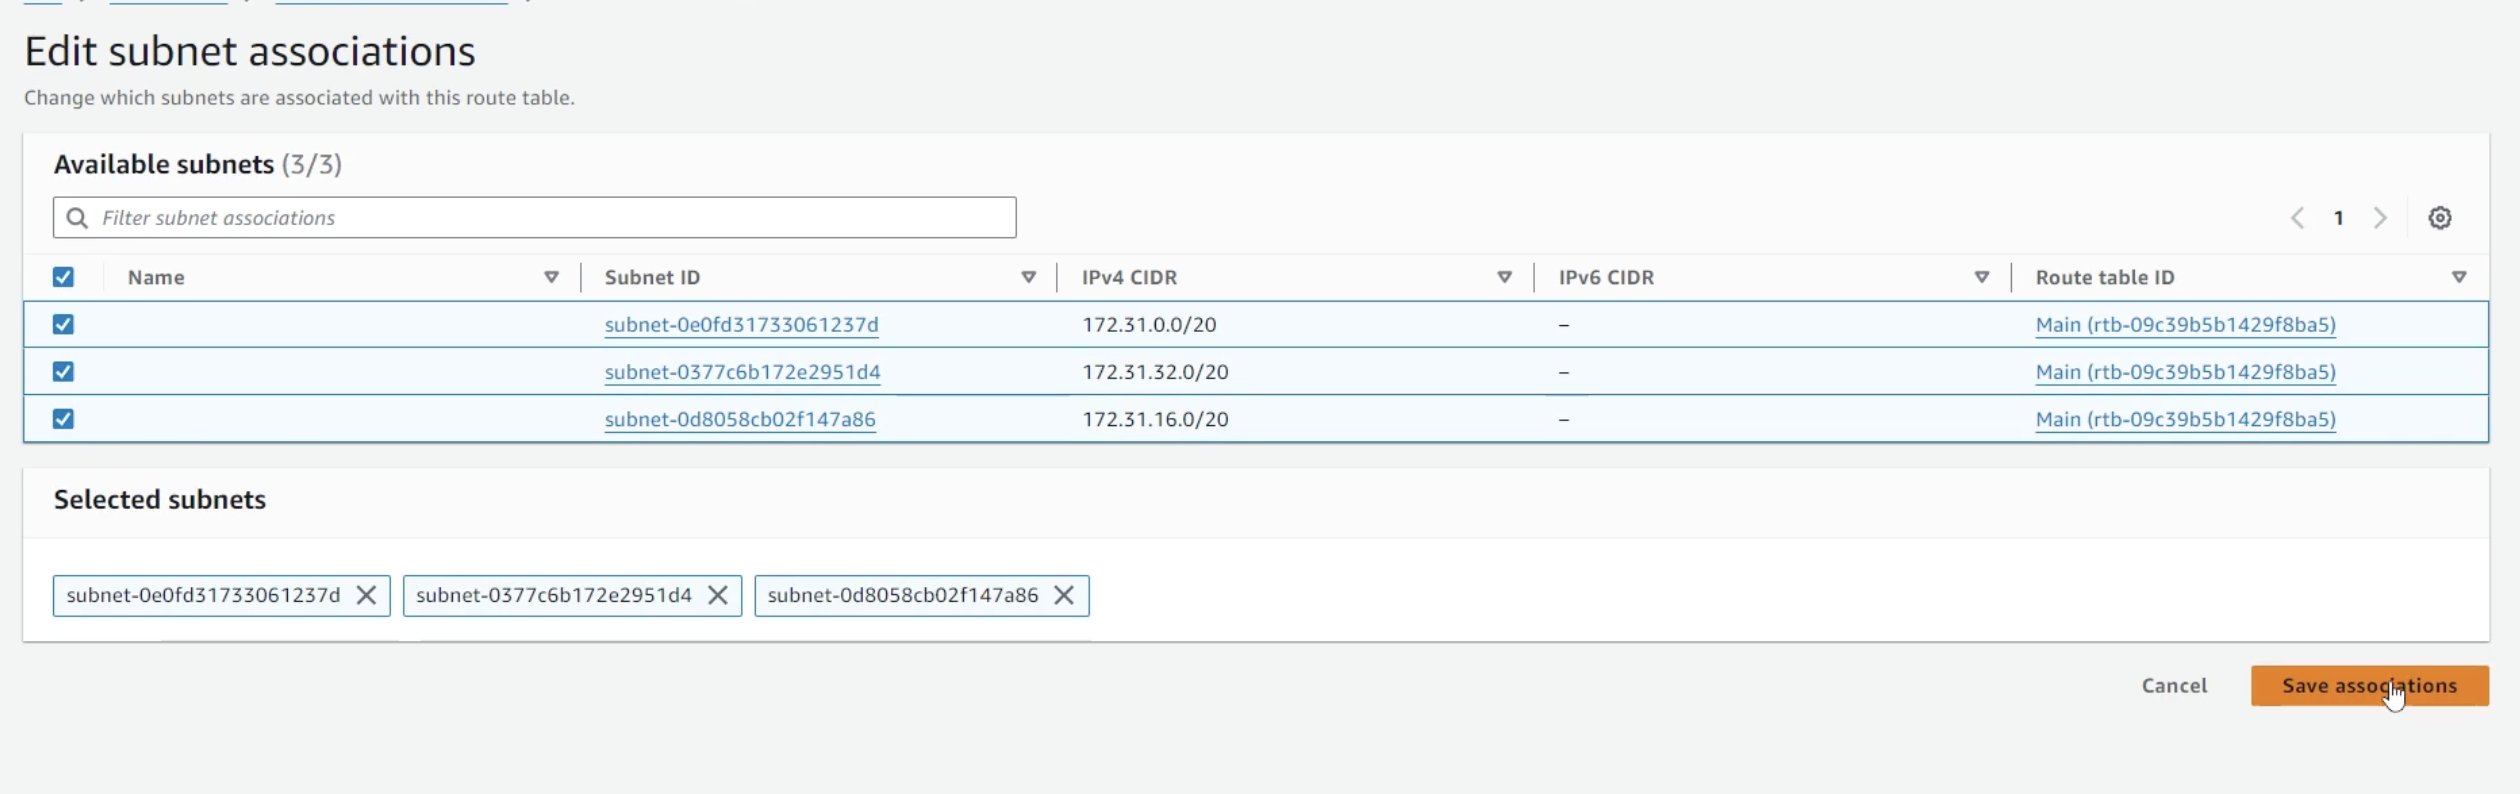 Edit subnet associations
Change which subnets are associated with this route table.
Available subnets (3/3)
Filter subnet associations
1
Name Subnet ID IPv4 CIDR IPv6 CIDR Route table ID
subnet-0e0fd31733061237d 172.31.0.0/20 – Main (rtb-09c39b5b1429f8ba5)
subnet-0377c6b172e2951d4 172.31.32.0/20 – Main (rtb-09c39b5b1429f8ba5)
subnet-0d8058cb02f147a86 172.31.16.0/20 – Main (rtb-09c39b5b1429f8ba5)
Selected subnets
subnet-0e0fd31733061237d subnet-0377c6b172e2951d4 subnet-0d8058cb02f147a86
Cancel Save associations